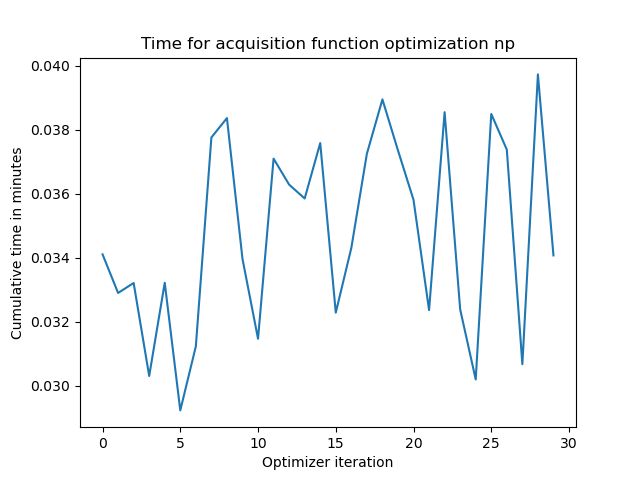 Time for acquisition function optimization np
0.040
0.038
0.036
0.034
0.032
0.030
Cumulative time in minutes
0 5 10 15 20 25 30
Optimizer iteration